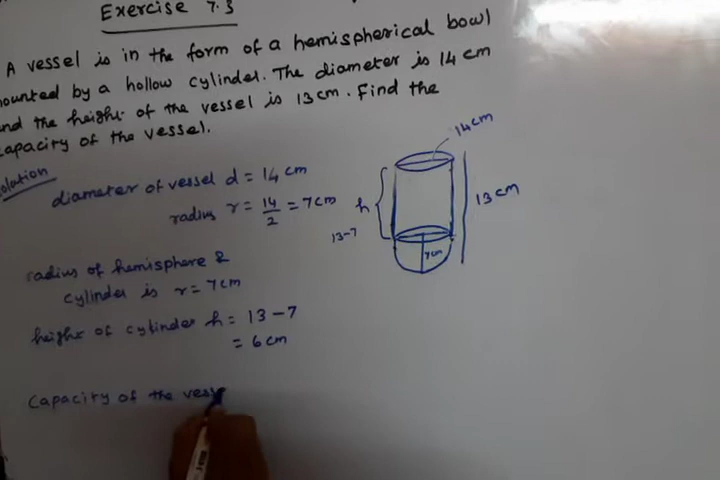 Exercise 7.3
A vessel is in the form of a hemispherical bowl
mounted by a hollow cylinder. The diameter is 14 cm
and the height of the vessel is 13 cm. Find the
capacity of the vessel.
Solution
diameter of vessel d = 14 cm
radius r = 14/2 = 7 cm
radius of hemisphere &
cylinder is r = 7 cm
height of cylinder h = 13 - 7
= 6 cm
Capacity of the vess
14 cm
h
13-7
13 cm
7cm